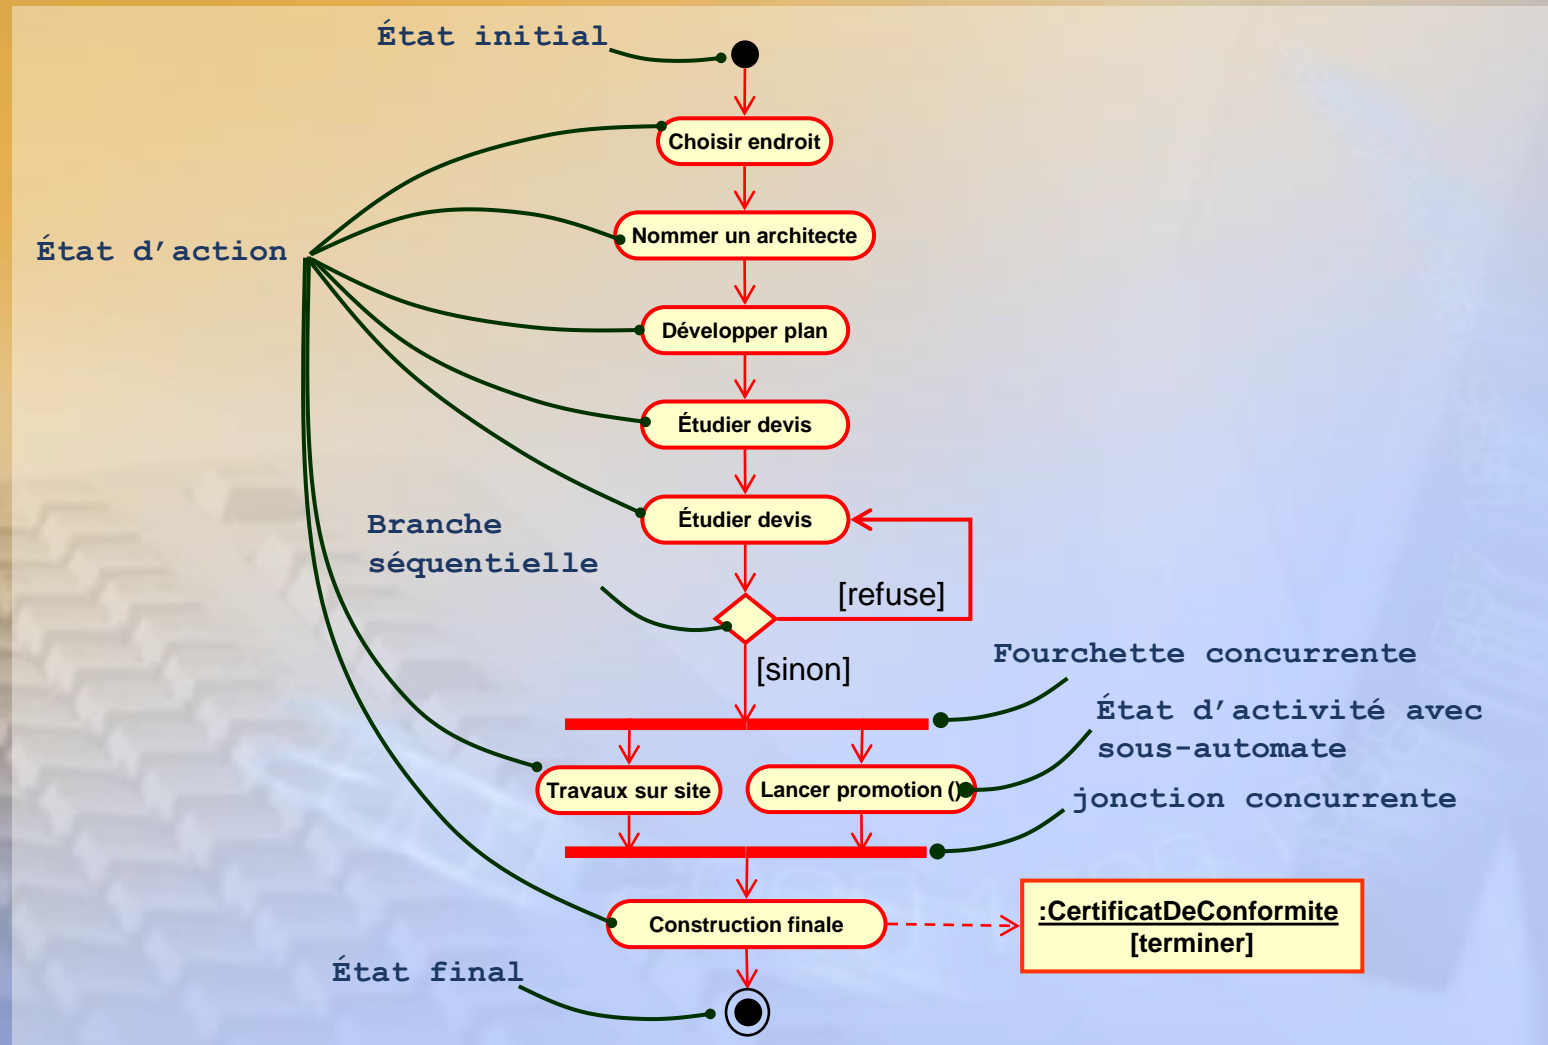 État initial
Choisir endroit
Nommer un architecte
État d’action
Développer plan
Étudier devis
Étudier devis
Branche
séquentielle
[refuse]
[sinon]
Fourchette concurrente
État d’activité avec
sous-automate
Travaux sur site
Lancer promotion ()
jonction concurrente
:CertificatDeConformite
[terminer]
Construction finale
État final